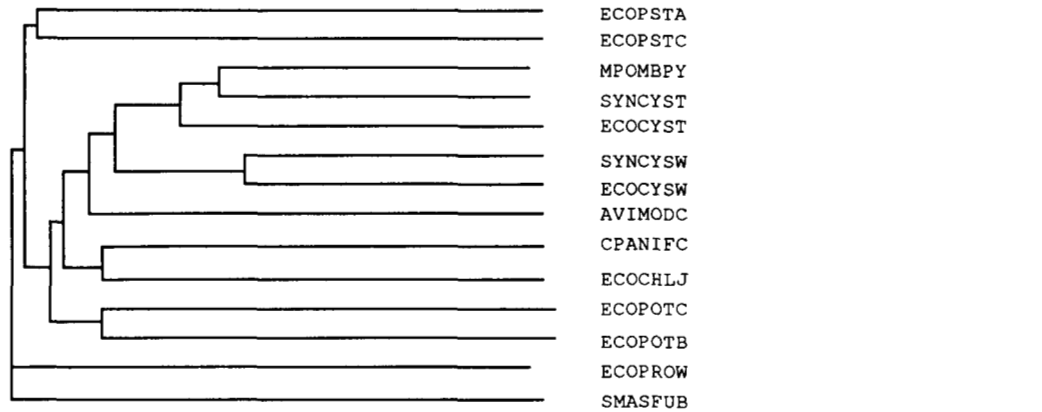 ECOPSTA
ECOPSTC
MPOMBPY
SYNCYST
ECOCYST
SYNCYSW
ECOCYSW
AVIMODC
CPANIFC
ECOCHLJ
ECOPOTC
ECOPOTB
ECOPROW
SMASFUB